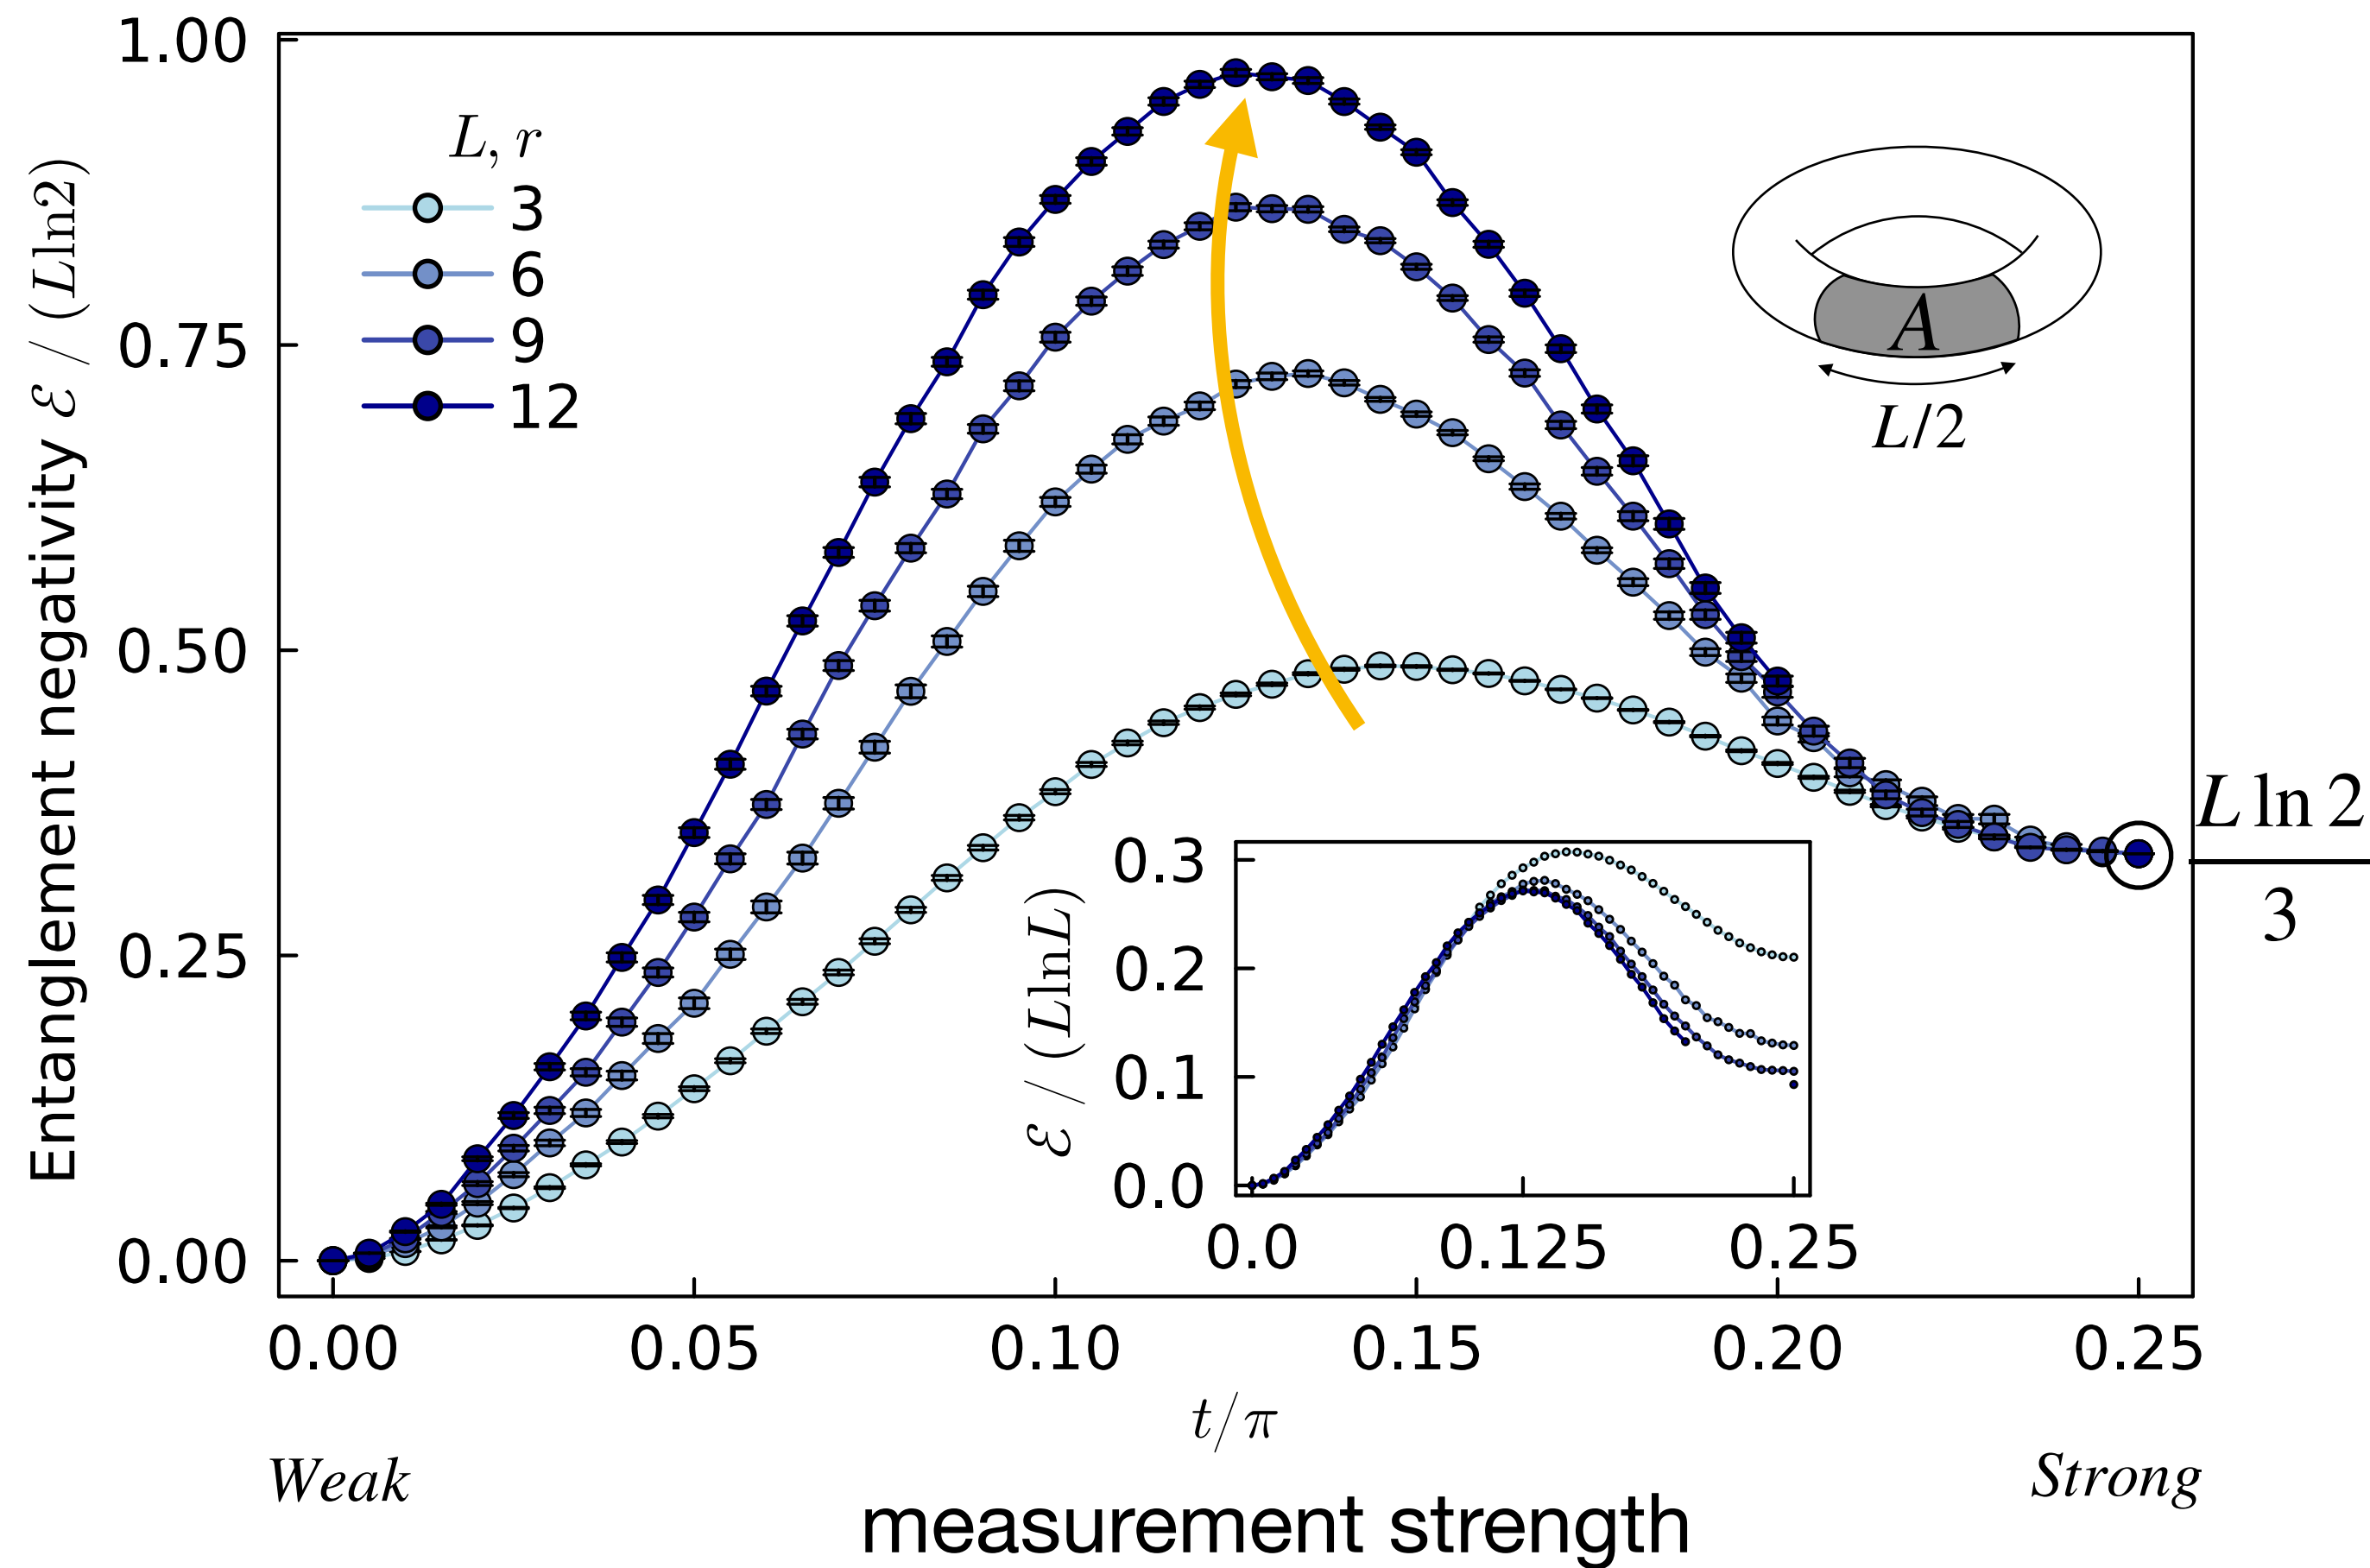 Entanglement negativity ℰ / (Lln2)
1.00
0.75
0.50
0.25
0.00
L, r
3
6
9
12
A
L/2
L ln 2
3
ℰ / (LlnL)
0.3
0.2
0.1
0.0
0.0 0.125 0.25
0.00 0.05 0.10 0.15 0.20 0.25
t/π
Weak Strong
measurement strength